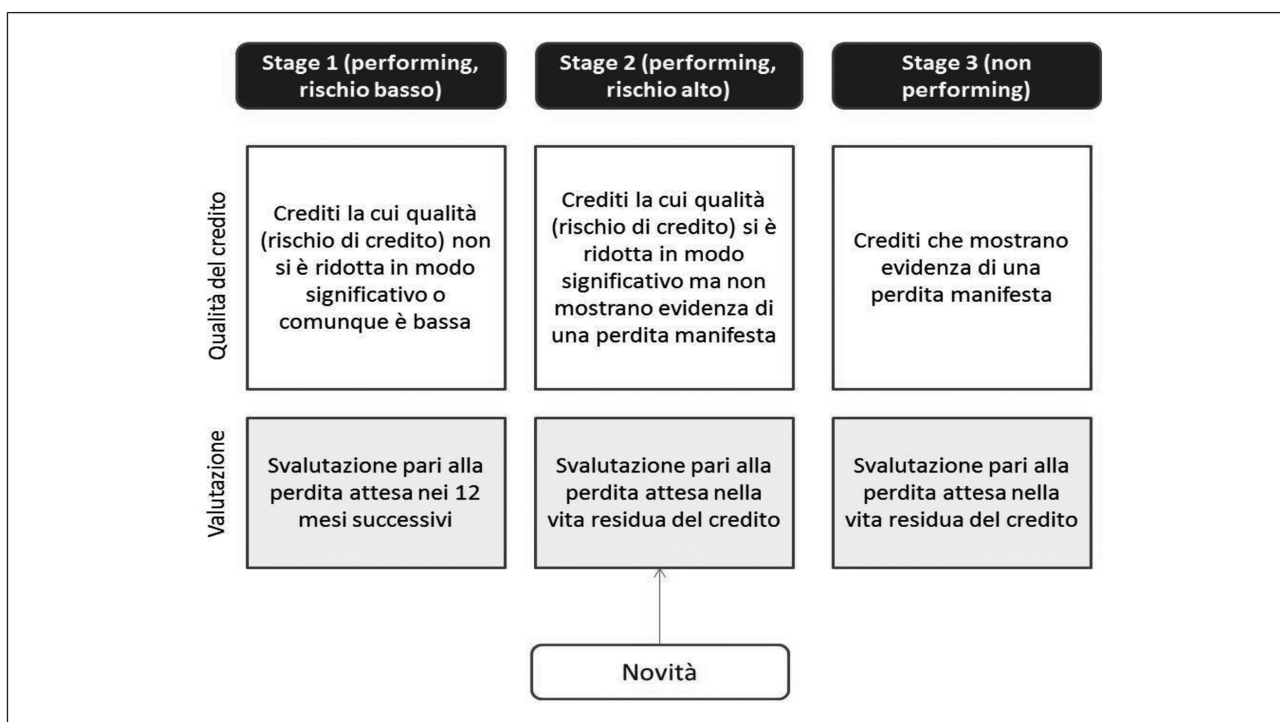 Stage 1 (performing,
rischio basso)
Stage 2 (performing,
rischio alto)
Stage 3 (non
performing)
Qualità del credito
Crediti la cui qualità
(rischio di credito) non
si è ridotta in modo
significativo o
comunque è bassa
Crediti la cui qualità
(rischio di credito) si è
ridotta in modo
significativo ma non
mostrano evidenza di
una perdita manifesta
Crediti che mostrano
evidenza di una
perdita manifesta
Valutazione
Svalutazione pari alla
perdita attesa nei 12
mesi successivi
Svalutazione pari alla
perdita attesa nella
vita residua del credito
Svalutazione pari alla
perdita attesa nella
vita residua del credito
Novità